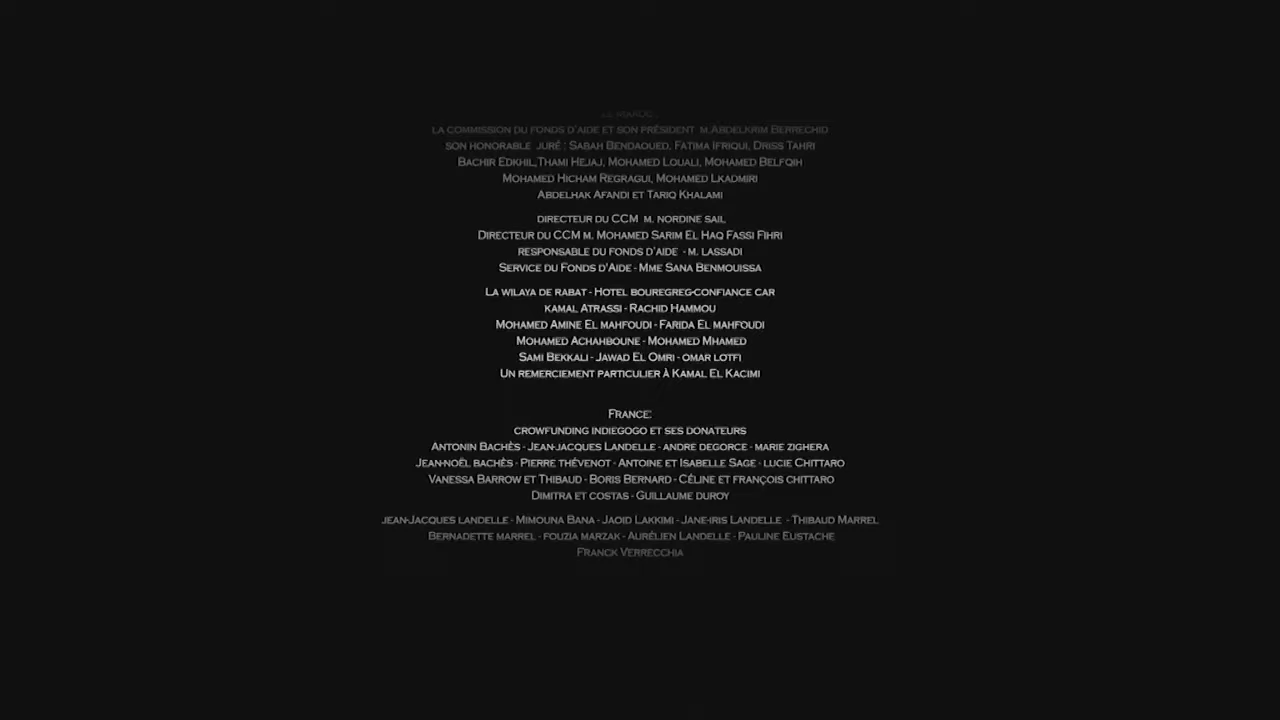 LE MAROC :
LA COMMISSION DU FONDS D'AIDE ET SON PRÉSIDENT M.ABDELKRIM BERRECHID
SON HONORABLE JURÉ : SABAH BENDAOUED, FATIMA IFRIQUI, DRISS TAHRI
BACHIR EDKHIL,THAMI HEJAJ, MOHAMED LOUALI, MOHAMED BELFQIH
MOHAMED HICHAM REGRAGUI, MOHAMED LKADMIRI
ABDELHAK AFANDI ET TARIQ KHALAMI
DIRECTEUR DU CCM M. NORDINE SAIL
DIRECTEUR DU CCM M. MOHAMED SARIM EL HAQ FASSI FIHRI
RESPONSABLE DU FONDS D'AIDE - M. LASSADI
SERVICE DU FONDS D'AIDE - MME SANA BENMOUISSA
LA WILAYA DE RABAT - HOTEL BOUREGREG-CONFIANCE CAR
KAMAL ATRASSI - RACHID HAMMOU
MOHAMED AMINE EL MAHFOUDI - FARIDA EL MAHFOUDI
MOHAMED ACHAHBOUNE - MOHAMED MHAMED
SAMI BEKKALI - JAWAD EL OMRI - OMAR LOTFI
UN REMERCIEMENT PARTICULIER À KAMAL EL KACIMI
FRANCE:
CROWFUNDING INDIEGOGO ET SES DONATEURS
ANTONIN BACHÈS - JEAN-JACQUES LANDELLE - ANDRE DEGORCE - MARIE ZIGHERA
JEAN-NOËL BACHÈS - PIERRE THÉVENOT - ANTOINE ET ISABELLE SAGE - LUCIE CHITTARO
VANESSA BARROW ET THIBAUD - BORIS BERNARD - CÉLINE ET FRANÇOIS CHITTARO
DIMITRA ET COSTAS - GUILLAUME DUROY
JEAN-JACQUES LANDELLE - MIMOUNA BANA - JAOID LAKKIMI - JANE-IRIS LANDELLE - THIBAUD MARREL
BERNADETTE MARREL - FOUZIA MARZAK - AURÉLIEN LANDELLE - PAULINE EUSTACHE
FRANCK VERRECCHIA